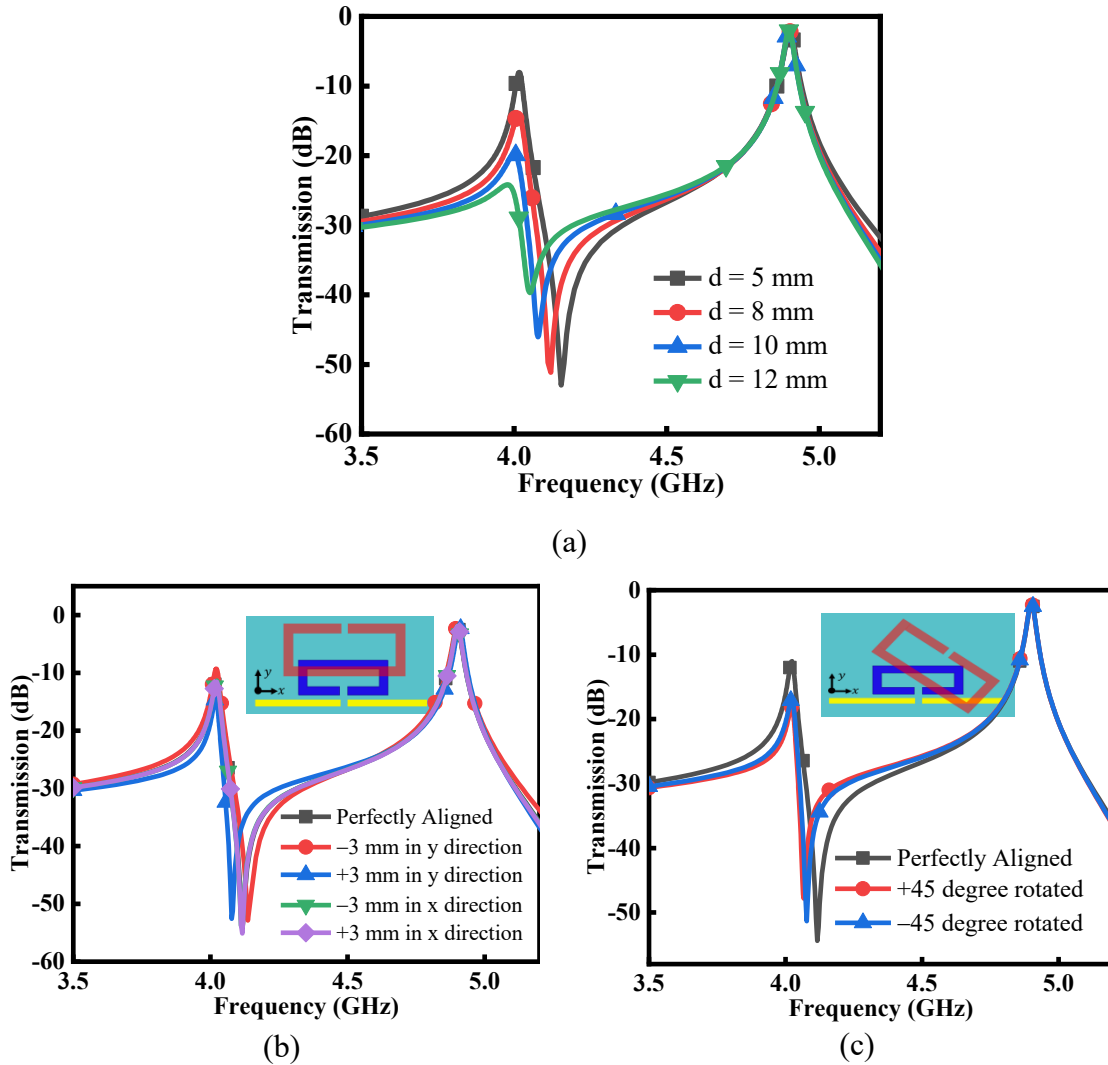 0
-10
-20
-30
-40
-50
-60
Transmission (dB)
d = 5 mm
d = 8 mm
d = 10 mm
d = 12 mm
3.5
4.0
4.5
5.0
Frequency (GHz)
(a)
0
-10
-20
-30
-40
-50
-60
Transmission (dB)
y
x
Perfectly Aligned
−3 mm in y direction
+3 mm in y direction
−3 mm in x direction
+3 mm in x direction
3.5
4.0
4.5
5.0
Frequency (GHz)
(b)
0
-10
-20
-30
-40
-50
Transmission (dB)
y
x
Perfectly Aligned
+45 degree rotated
−45 degree rotated
3.5
4.0
4.5
5.0
Frequency (GHz)
(c)